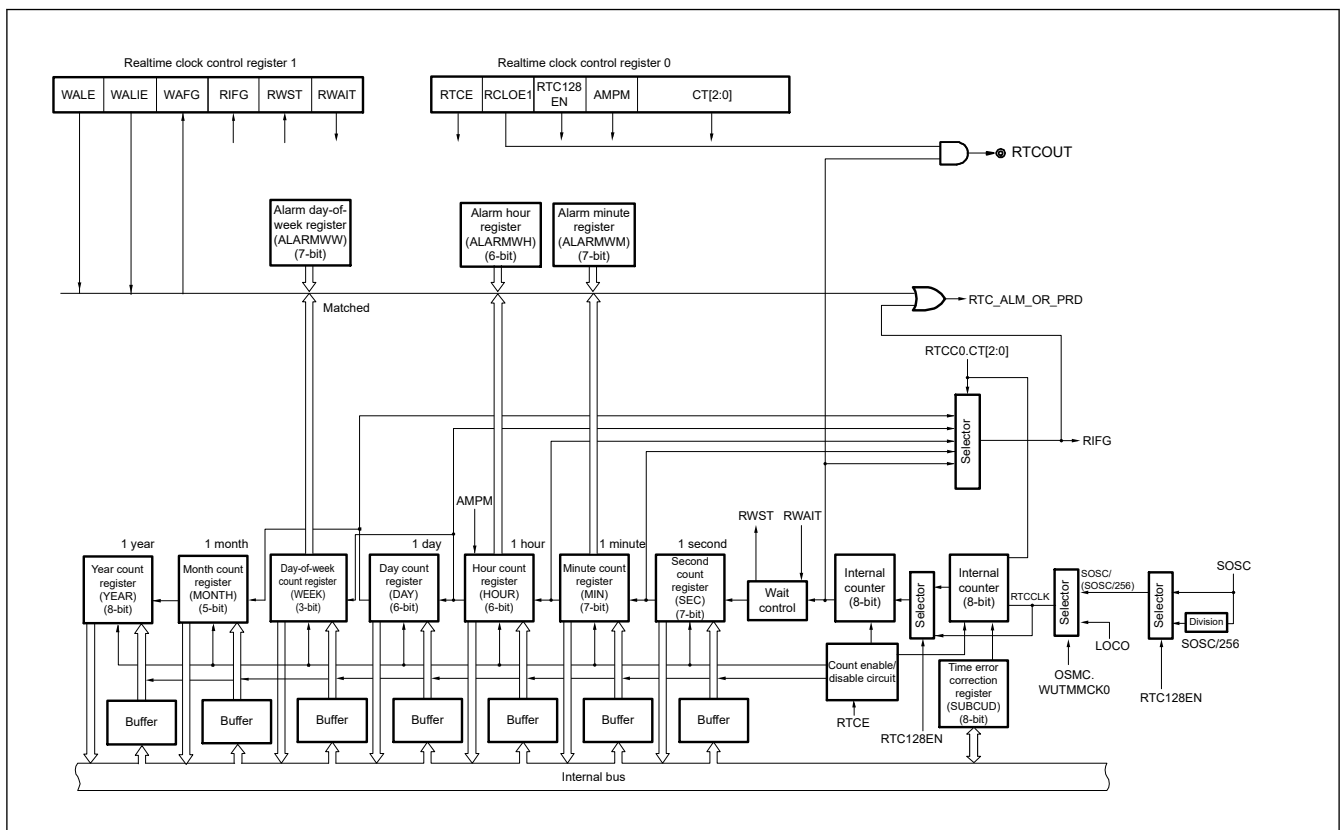 Realtime clock control register 1
Realtime clock control register 0
WALE
WALIE
WAFG
RIFG
RWST
RWAIT
RTCE
RCLOE1
RTC128
EN
AMPM
CT[2:0]
RTCOUT
Alarm day-of-
week register
(ALARMWW)
(7-bit)
Alarm hour
register
(ALARMWH)
(6-bit)
Alarm minute
register
(ALARMWM)
(7-bit)
Matched
RTC_ALM_OR_PRD
RTCC0.CT[2:0]
Selector
RIFG
AMPM
RWST
RWAIT
1 year
1 month
1 day
1 hour
1 minute
1 second
Year count
register
(YEAR)
(8-bit)
Month count
register
(MONTH)
(5-bit)
Day-of-week
count register
(WEEK)
(3-bit)
Day count
register
(DAY)
(6-bit)
Hour count
register
(HOUR)
(6-bit)
Minute count
register
(MIN)
(7-bit)
Second
count
register
(SEC)
(7-bit)
Wait
control
Internal
counter
(8-bit)
Selector
Internal
counter
(8-bit)
RTCCLK
Selector
SOSC/
(SOSC/256)
Selector
SOSC
Division
SOSC/256
LOCO
OSMC.
WUTMMCK0
RTC128EN
Count enable/
disable circuit
Time error
correction
register
(SUBCUD)
(8-bit)
RTCE
RTC128EN
Buffer
Buffer
Buffer
Buffer
Buffer
Buffer
Buffer
Internal bus